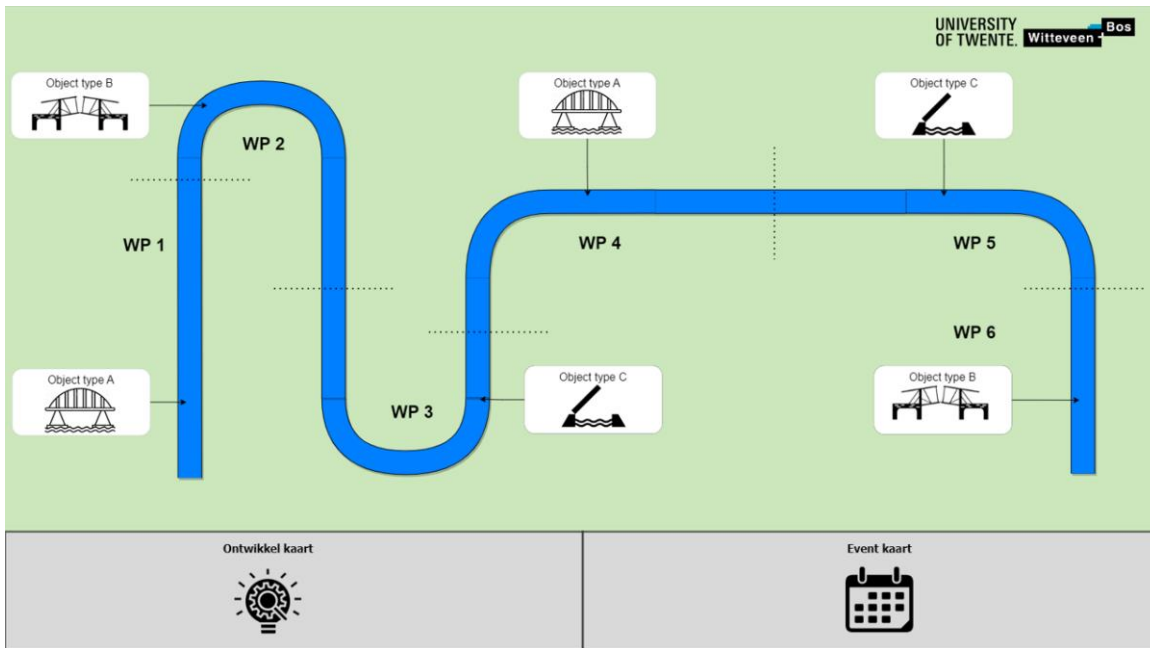 UNIVERSITY
OF TWENTE.
Witteveen +
Bos
Object type B
Object type A
Object type C
WP 2
WP 1
WP 4
WP 5
WP 6
Object type A
WP 3
Object type C
Object type B
Ontwikkel kaart
Event kaart